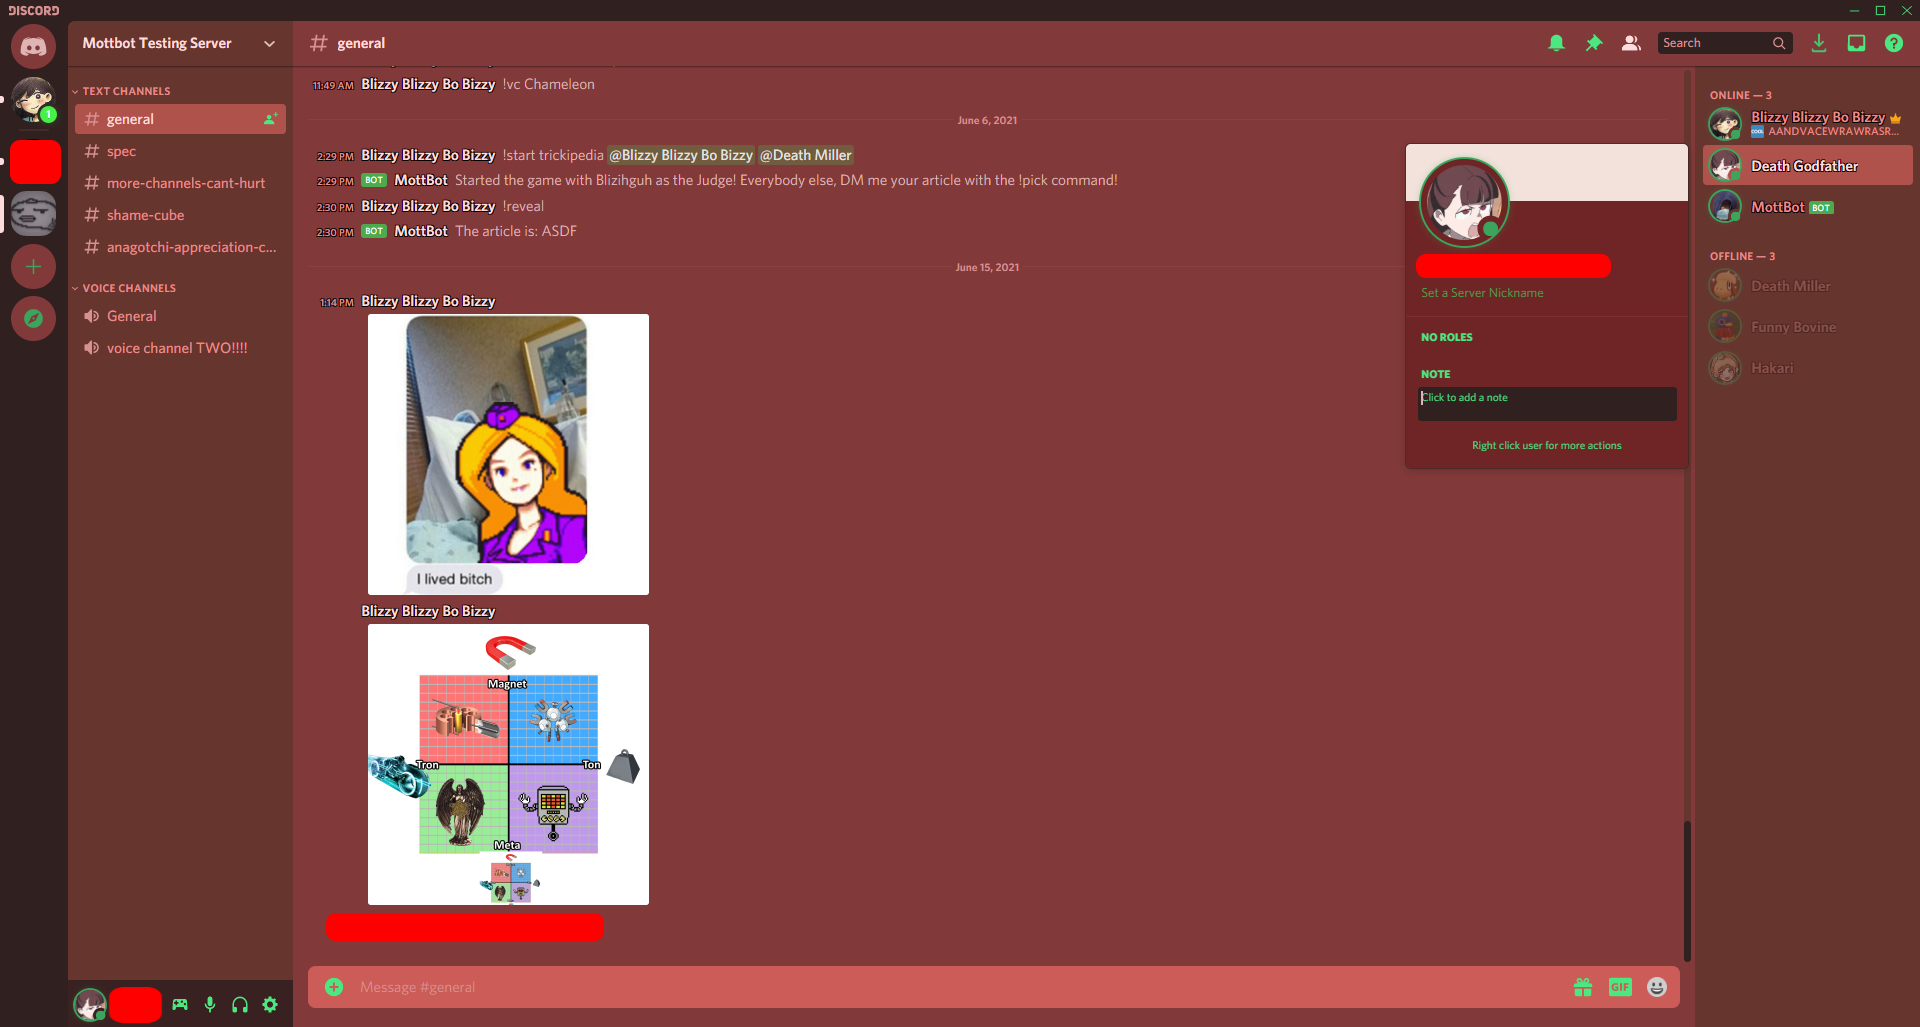 DISCORD
Mottbot Testing Server
TEXT CHANNELS
general
spec
more-channels-cant-hurt
shame-cube
anagotchi-appreciation-c...
VOICE CHANNELS
General
voice channel TWO!!!!
# general
Search
11:49 AM Blizzy Blizzy Bo Bizzy !vc Chameleon
June 6, 2021
2:29 PM Blizzy Blizzy Bo Bizzy !start trickipedia @Blizzy Blizzy Bo Bizzy @Death Miller
2:29 PM BOT MottBot Started the game with Blizihguh as the Judge! Everybody else, DM me your article with the !pick command!
2:30 PM Blizzy Blizzy Bo Bizzy !reveal
2:30 PM BOT MottBot The article is: ASDF
June 15, 2021
1:14 PM Blizzy Blizzy Bo Bizzy
I lived bitch
Blizzy Blizzy Bo Bizzy
Magnet
Tron
Ton
Meta
Message #general
GIF
Set a Server Nickname
NO ROLES
NOTE
Click to add a note
Right click user for more actions
ONLINE — 3
Blizzy Blizzy Bo Bizzy
COOL AANDVACEWRAWRASR...
Death Godfather
MottBot BOT
OFFLINE — 3
Death Miller
Funny Bovine
Hakari
1